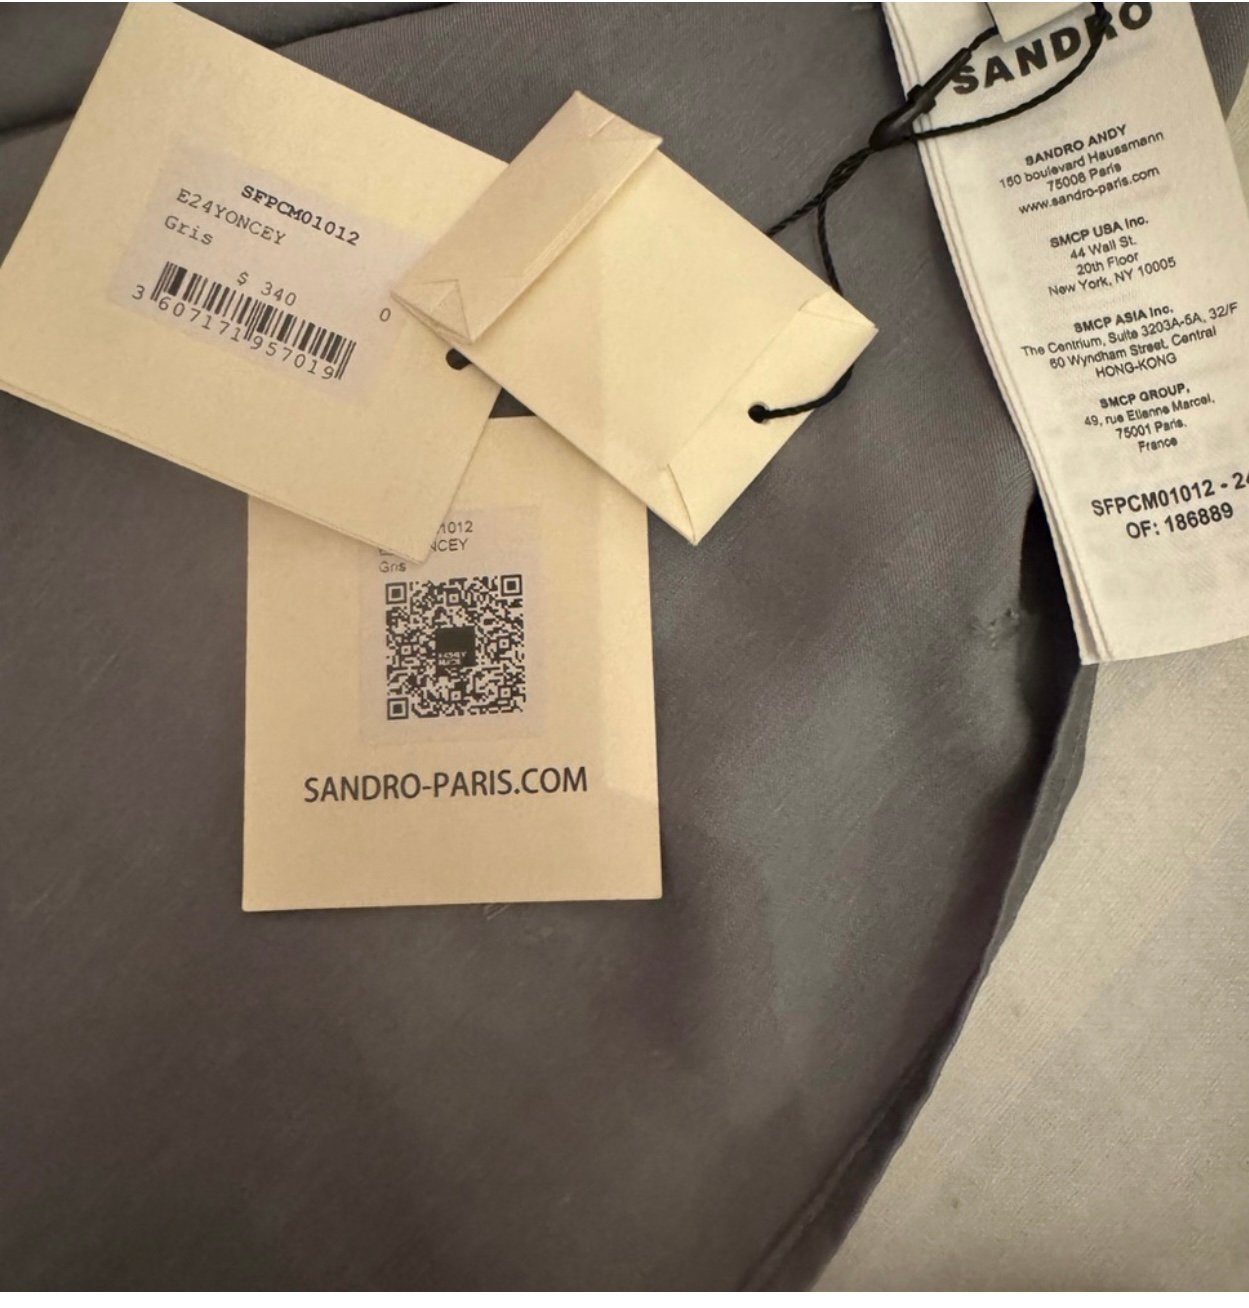 SFPCM01012
E24YONCEY
Gris
$ 340
0
3 607171 957019
1012
NCEY
Gris
SANDRO-PARIS.COM
SANDRO
SANDRO ANDY
150 boulevard Haussmann
75008 Paris
www.sandro-paris.com
SMCP USA Inc.
44 Wall St.
20th Floor
New York, NY 10005
SMCP ASIA Inc.
The Centrium, Suite 3203A-5A, 32/F
60 Wyndham Street, Central
HONG-KONG
SMCP GROUP,
49, rue Etienne Marcel,
75001 Paris,
France
SFPCM01012 - 24
OF: 186889